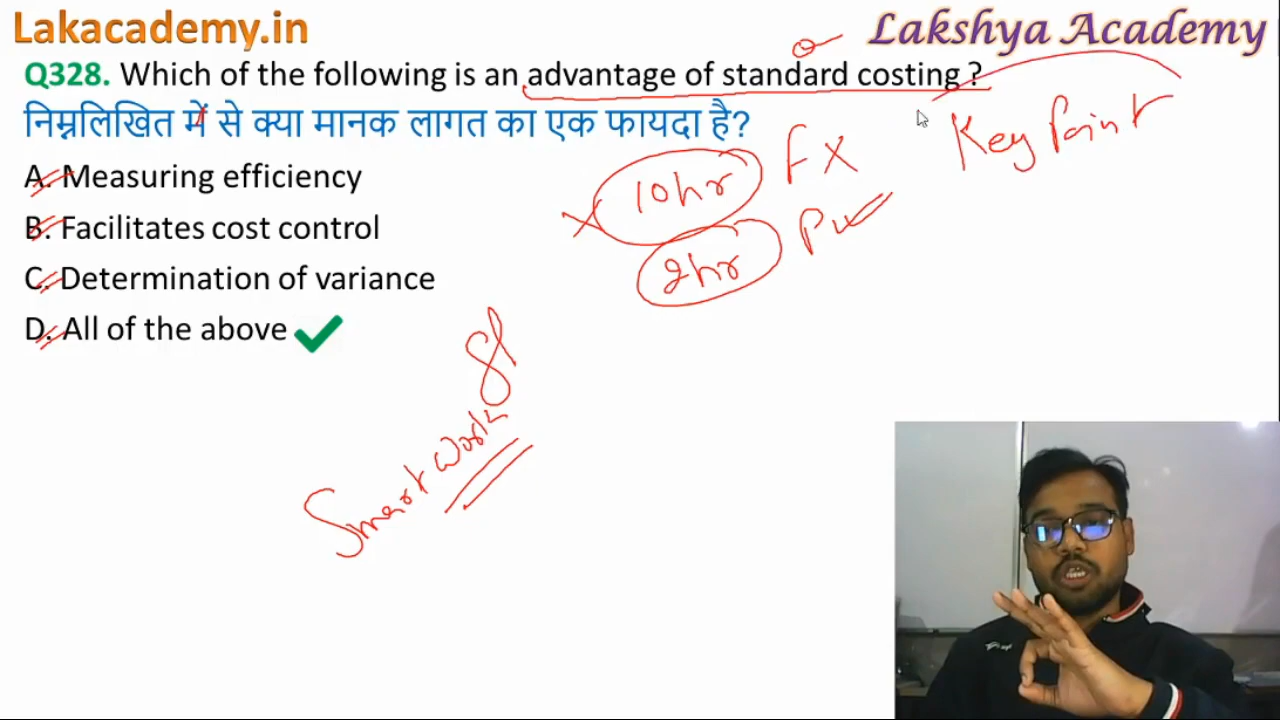 Lakacademy.in
Lakshya Academy
Q328. Which of the following is an advantage of standard costing ?
निम्नलिखित में से क्या मानक लागत का एक फायदा है?
A. Measuring efficiency
B. Facilitates cost control
C. Determination of variance
D. All of the above
Key Point
10hr
2hr
Smart Work